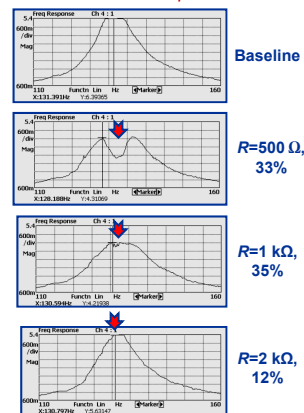 Freq Response Ch 4 : 1
5.4
600m
/div
Mag
600m
110 Functn Lin Hz Marker 160
X:131.391Hz Y:6.39365
Baseline
Freq Response Ch 4 : 1
5.4
600m
/div
Mag
600m
110 Functn Lin Hz Marker 160
X:128.188Hz Y:4.31069
R=500 Ω,
33%
Freq Response Ch 4 : 1
5.4
600m
/div
Mag
600m
110 Functn Lin Hz Marker 160
X:130.594Hz Y:4.21938
R=1 kΩ,
35%
Freq Response Ch 4 : 1
5.4
600m
/div
Mag
600m
110 Functn Lin Hz Marker 160
X:130.797Hz Y:5.63147
R=2 kΩ,
12%